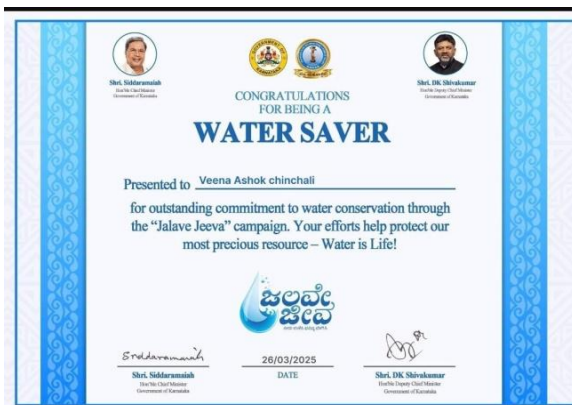 Shri. Siddaramaiah
Hon'ble Chief Minister
Government of Karnataka
Shri. DK Shivakumar
Hon'ble Deputy Chief Minister
Government of Karnataka
CONGRATULATIONS
FOR BEING A
WATER SAVER
Presented to Veena Ashok chinchali
for outstanding commitment to water conservation through
the “Jalave Jeeva” campaign. Your efforts help protect our
most precious resource – Water is Life!
ಜಲವೇ
ಜೀವ
Siddaramaiah
26/03/2025
Shri. Siddaramaiah
Hon'ble Chief Minister
Government of Karnataka
DATE
Shri. DK Shivakumar
Hon'ble Deputy Chief Minister
Government of Karnataka